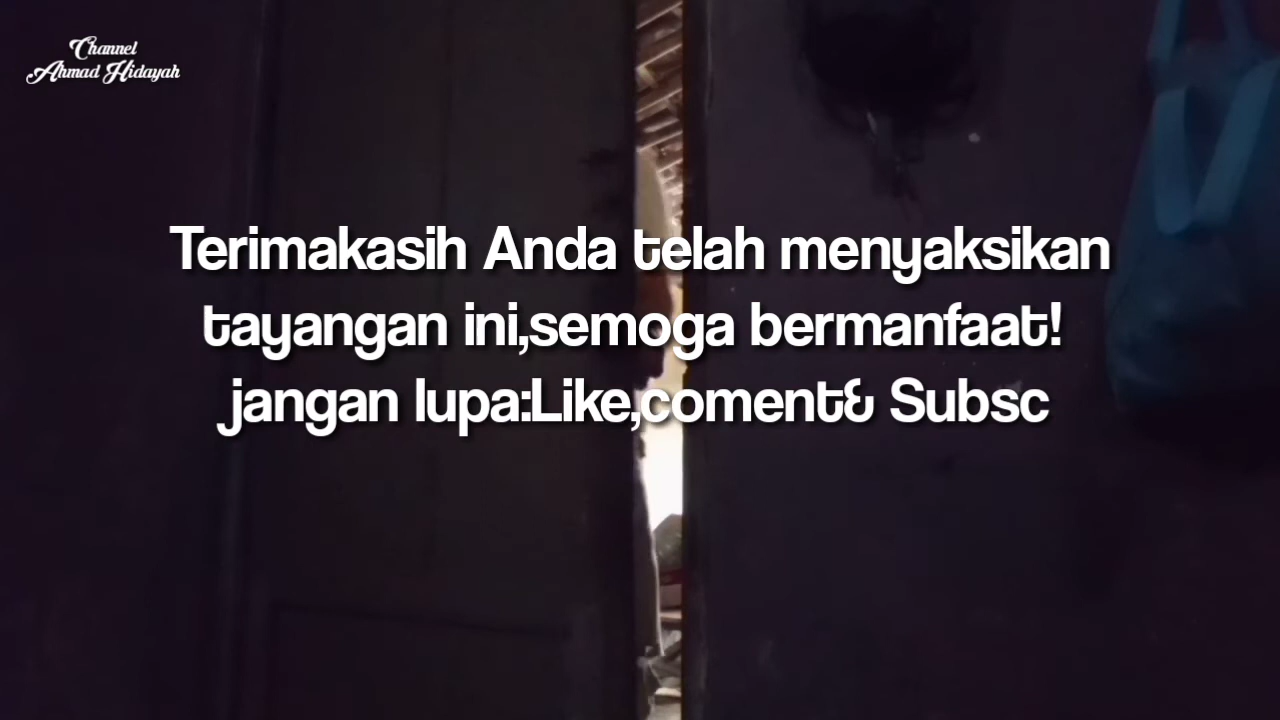 Channel
Ahmad Hidayah
Terimakasih Anda telah menyaksikan
tayangan ini,semoga bermanfaat!
jangan lupa:Like,coment& Subsc